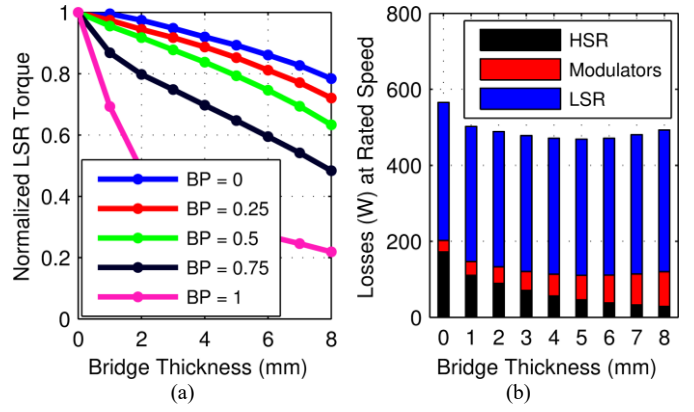 Normalized LSR Torque
1
0.8
0.6
0.4
0.2
0
BP = 0
BP = 0.25
BP = 0.5
BP = 0.75
BP = 1
0 2 4 6 8
Bridge Thickness (mm)
(a)
Losses (W) at Rated Speed
800
600
400
200
0
HSR
Modulators
LSR
0 1 2 3 4 5 6 7 8
Bridge Thickness (mm)
(b)